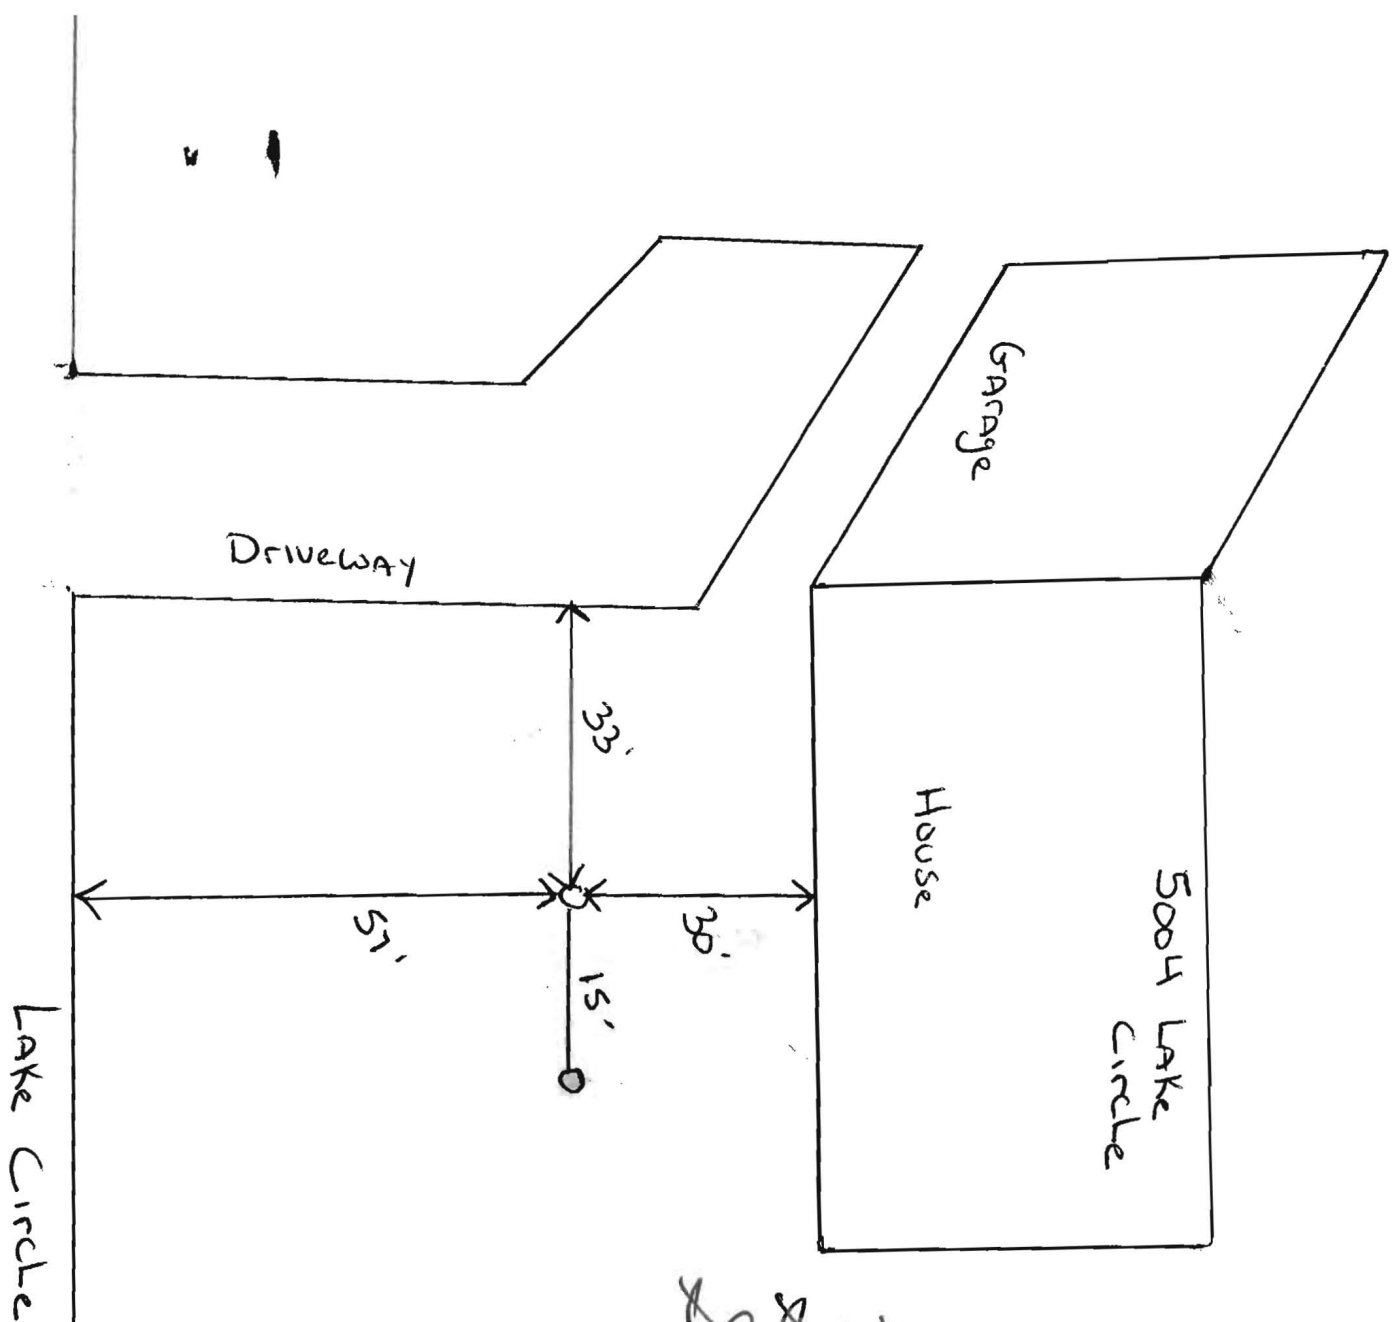 Garage
Driveway
33'
House
5004 Lake
Circle
57'
30'
15'
Lake Circle